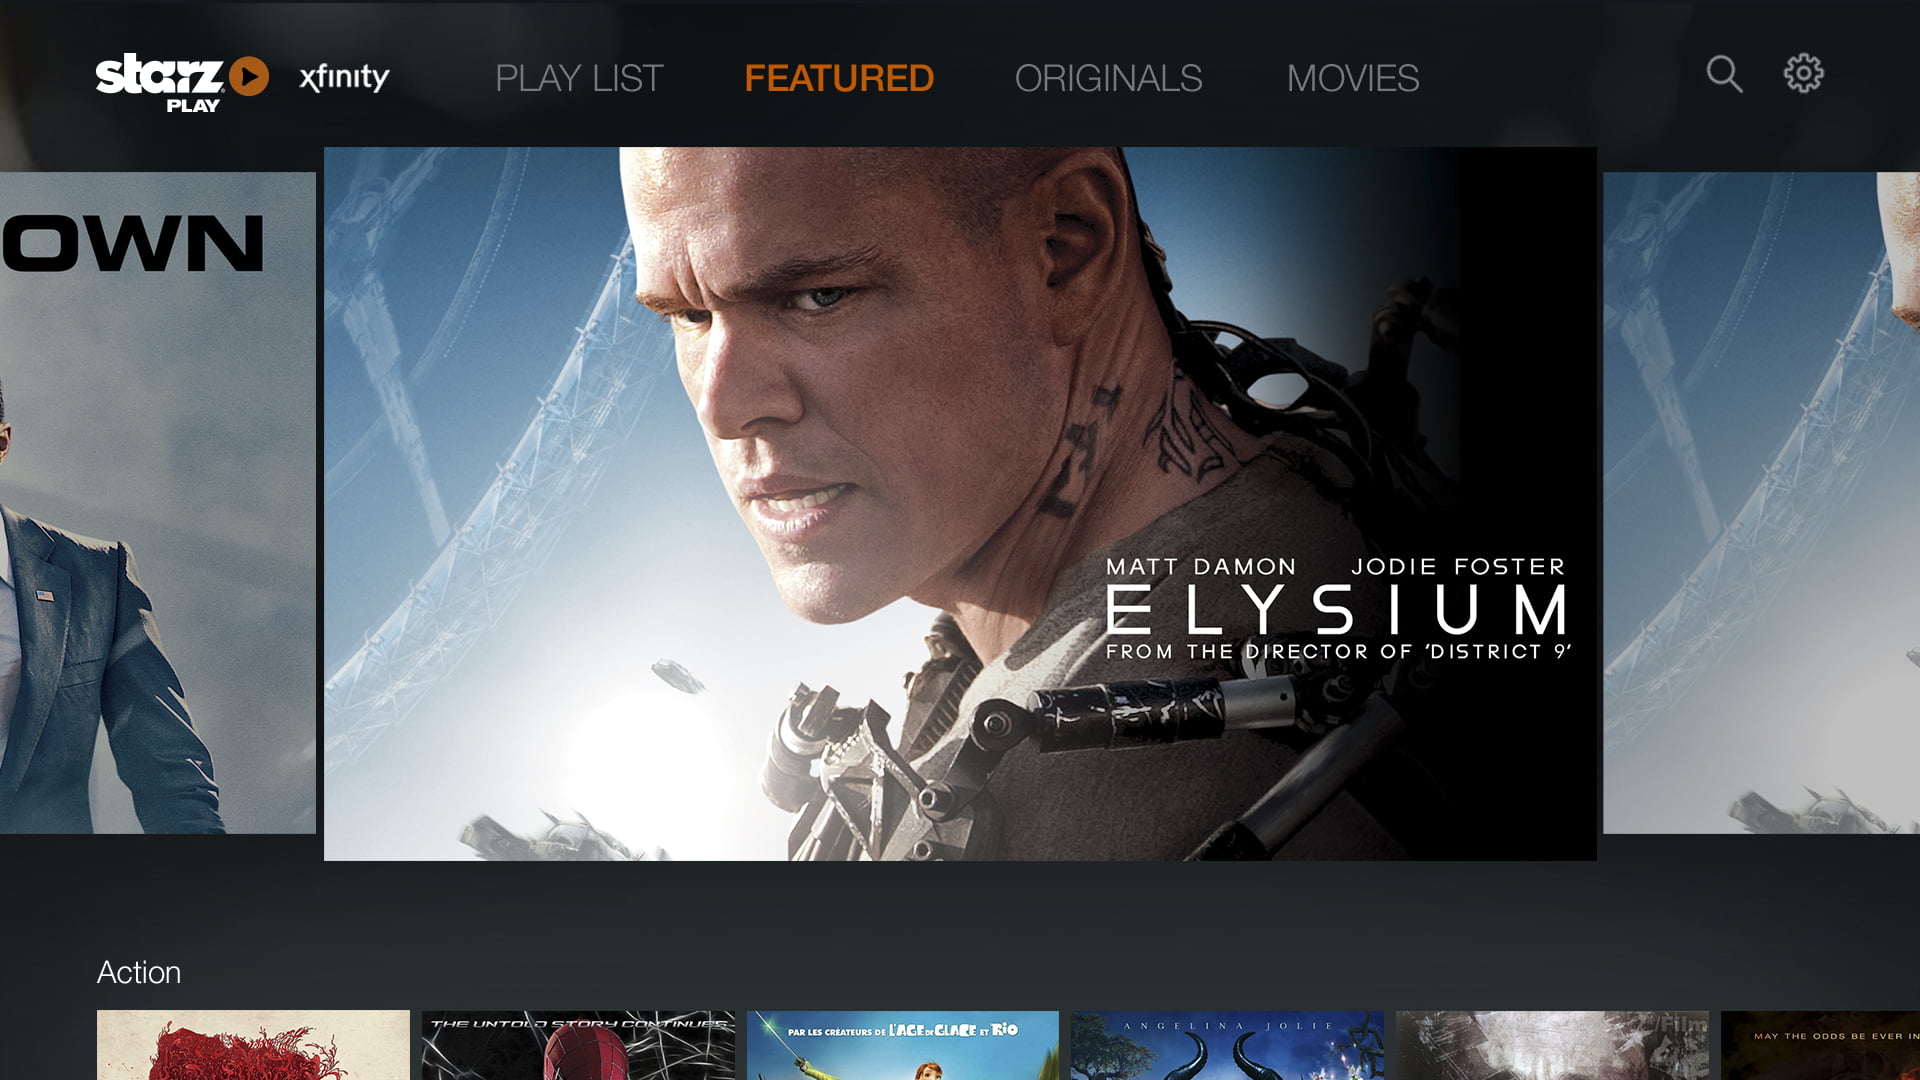 starz PLAY
xfinity
PLAY LIST
FEATURED
ORIGINALS
MOVIES
OWN
MATT DAMON JODIE FOSTER
ELYSIUM
FROM THE DIRECTOR OF 'DISTRICT 9'
Action
THE UNTOLD STORY CONTINUES
PAR LES CRÉATEURS DE L'AGE DE GLACE ET RIO
ANGELINA JOLIE
/Film
MAY THE ODDS BE EVER IN